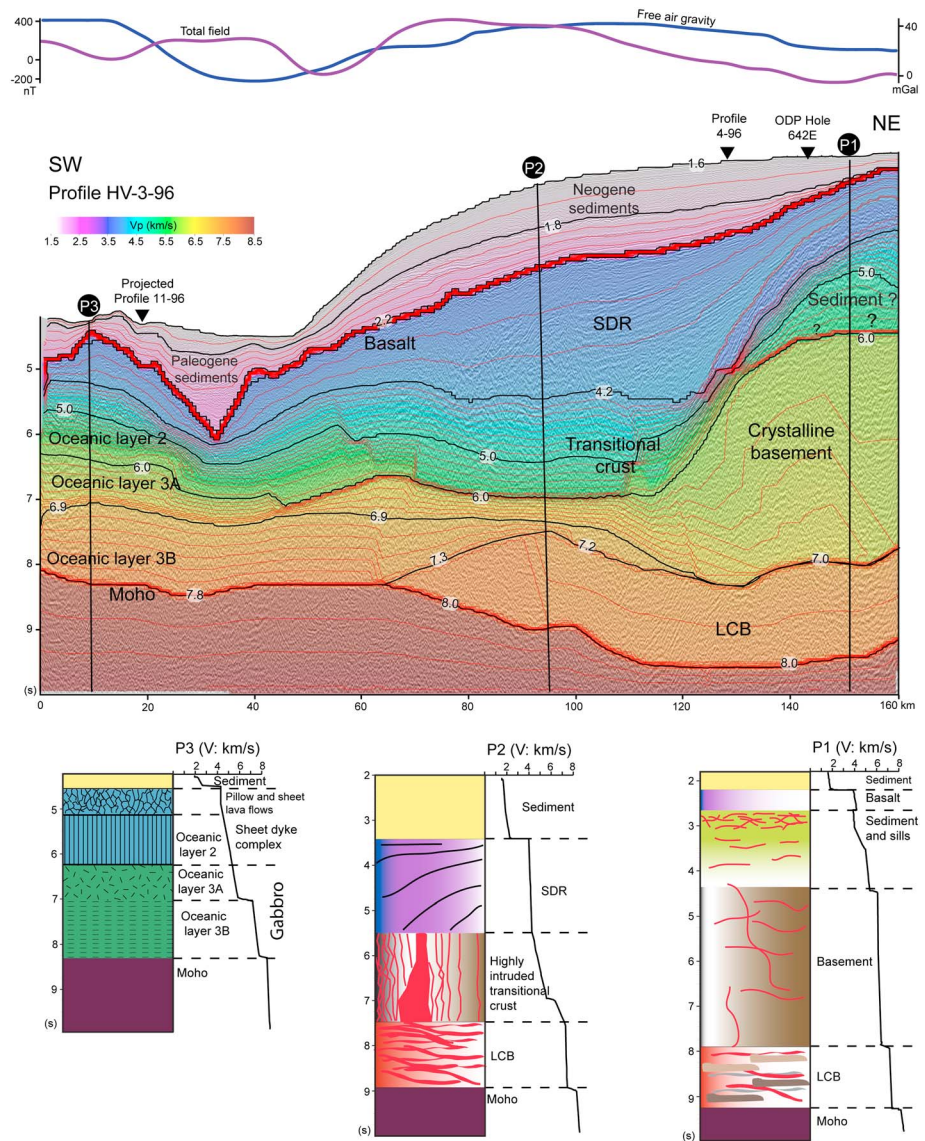 400
0
-200
nT
Total field
Free air gravity
40
0
mGal
SW
NE
Profile HV-3-96
Vp (km/s)
1.5 2.5 3.5 4.5 5.5 6.5 7.5 8.5
Profile
4-96
ODP Hole
642E
P1
P2
P3
Projected
Profile 11-96
1.6
Neogene
sediments
1.8
2.2
Basalt
SDR
Paleogene
sediments
5.0
Sediment ?
?
?
6.0
4.2
5.0
Oceanic layer 2
Transitional
crust
5.0
Crystalline
basement
6.0
Oceanic layer 3A
6.0
6.9
6.9
7.2
7.3
7.0
Oceanic layer 3B
Moho
7.8
8.0
LCB
8.0
5
6
7
8
9
(s)
0 20 40 60 80 100 120 140 160 km
P3 (V: km/s)
2 4 6 8
Sediment
Pillow and sheet
lava flows
Sheet dyke
complex
Oceanic
layer 2
Oceanic
layer 3A
Oceanic
layer 3B
Gabbro
Moho
5
6
7
8
9
(s)
P2 (V: km/s)
2 4 6 8
Sediment
SDR
Highly
intruded
transitional
crust
LCB
Moho
2
3
4
5
6
7
8
9
(s)
P1 (V: km/s)
2 4 6 8
Sediment
Basalt
Sediment
and sills
Basement
LCB
Moho
2
3
4
5
6
7
8
9
(s)